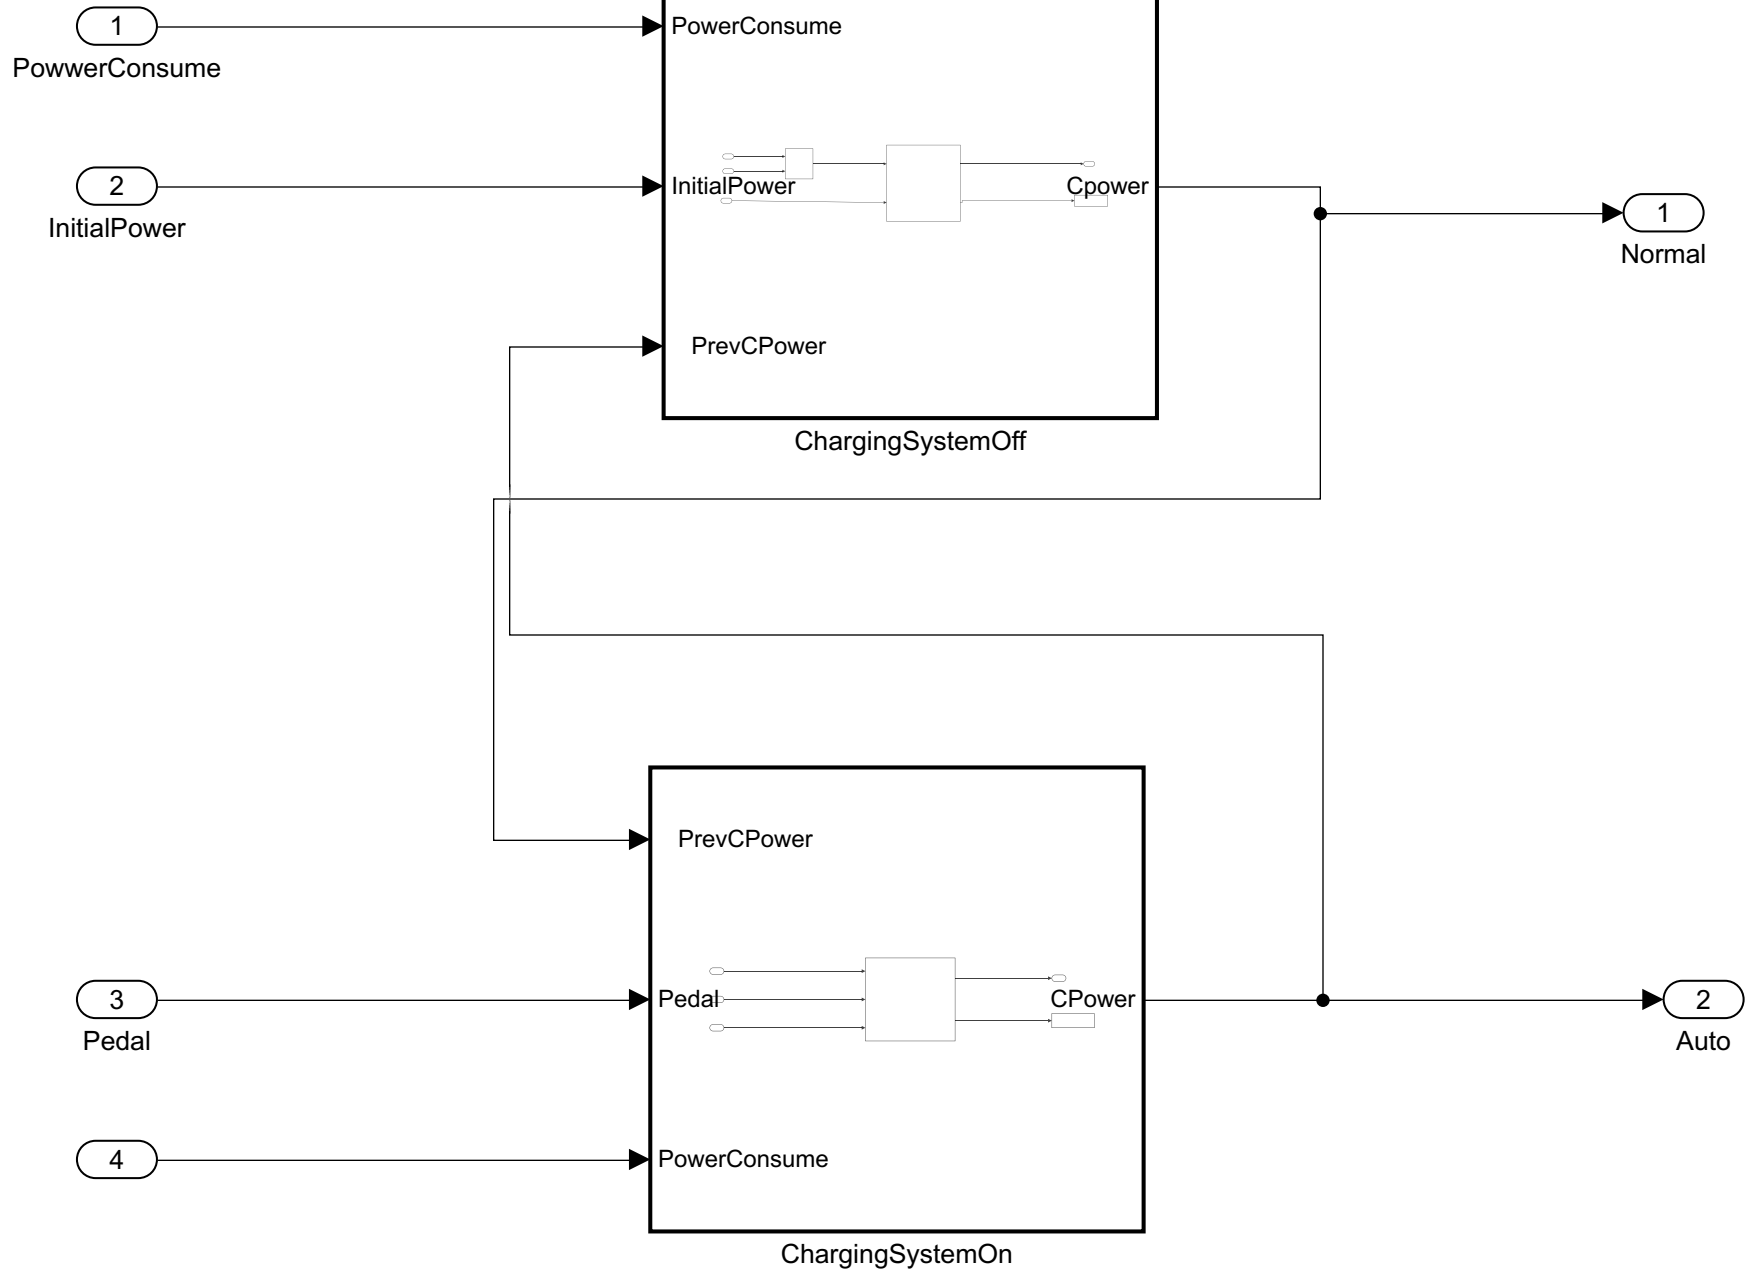 1
PowwerConsume
PowerConsume
2
InitialPower
InitialPower
Cpower
1
Normal
PrevCPower
ChargingSystemOff
PrevCPower
3
Pedal
Pedal
CPower
2
Auto
4
PowerConsume
ChargingSystemOn